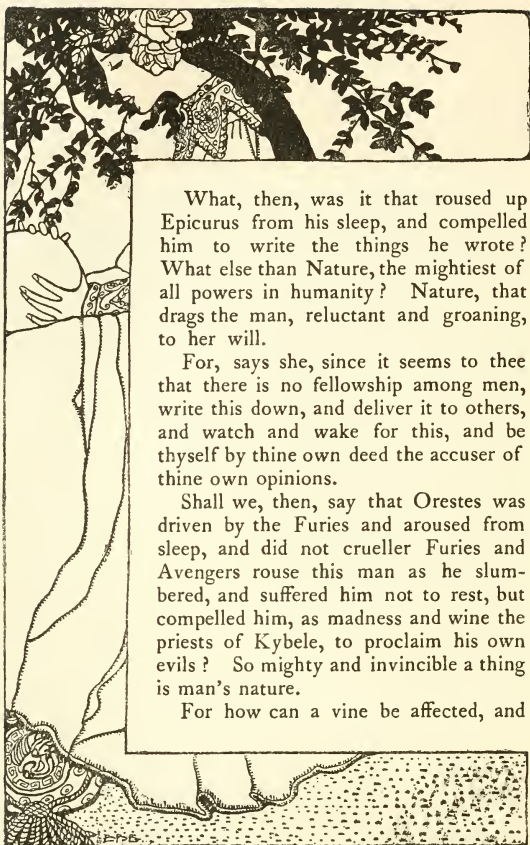 What, then, was it that roused up
Epicurus from his sleep, and compelled
him to write the things he wrote?
What else than Nature, the mightiest of
all powers in humanity? Nature, that
drags the man, reluctant and groaning,
to her will.
For, says she, since it seems to thee
that there is no fellowship among men,
write this down, and deliver it to others,
and watch and wake for this, and be
thyself by thine own deed the accuser of
thine own opinions.
Shall we, then, say that Orestes was
driven by the Furies and aroused from
sleep, and did not crueller Furies and
Avengers rouse this man as he slum-
bered, and suffered him not to rest, but
compelled him, as madness and wine the
priests of Kybele, to proclaim his own
evils? So mighty and invincible a thing
is man's nature.
For how can a vine be affected, and